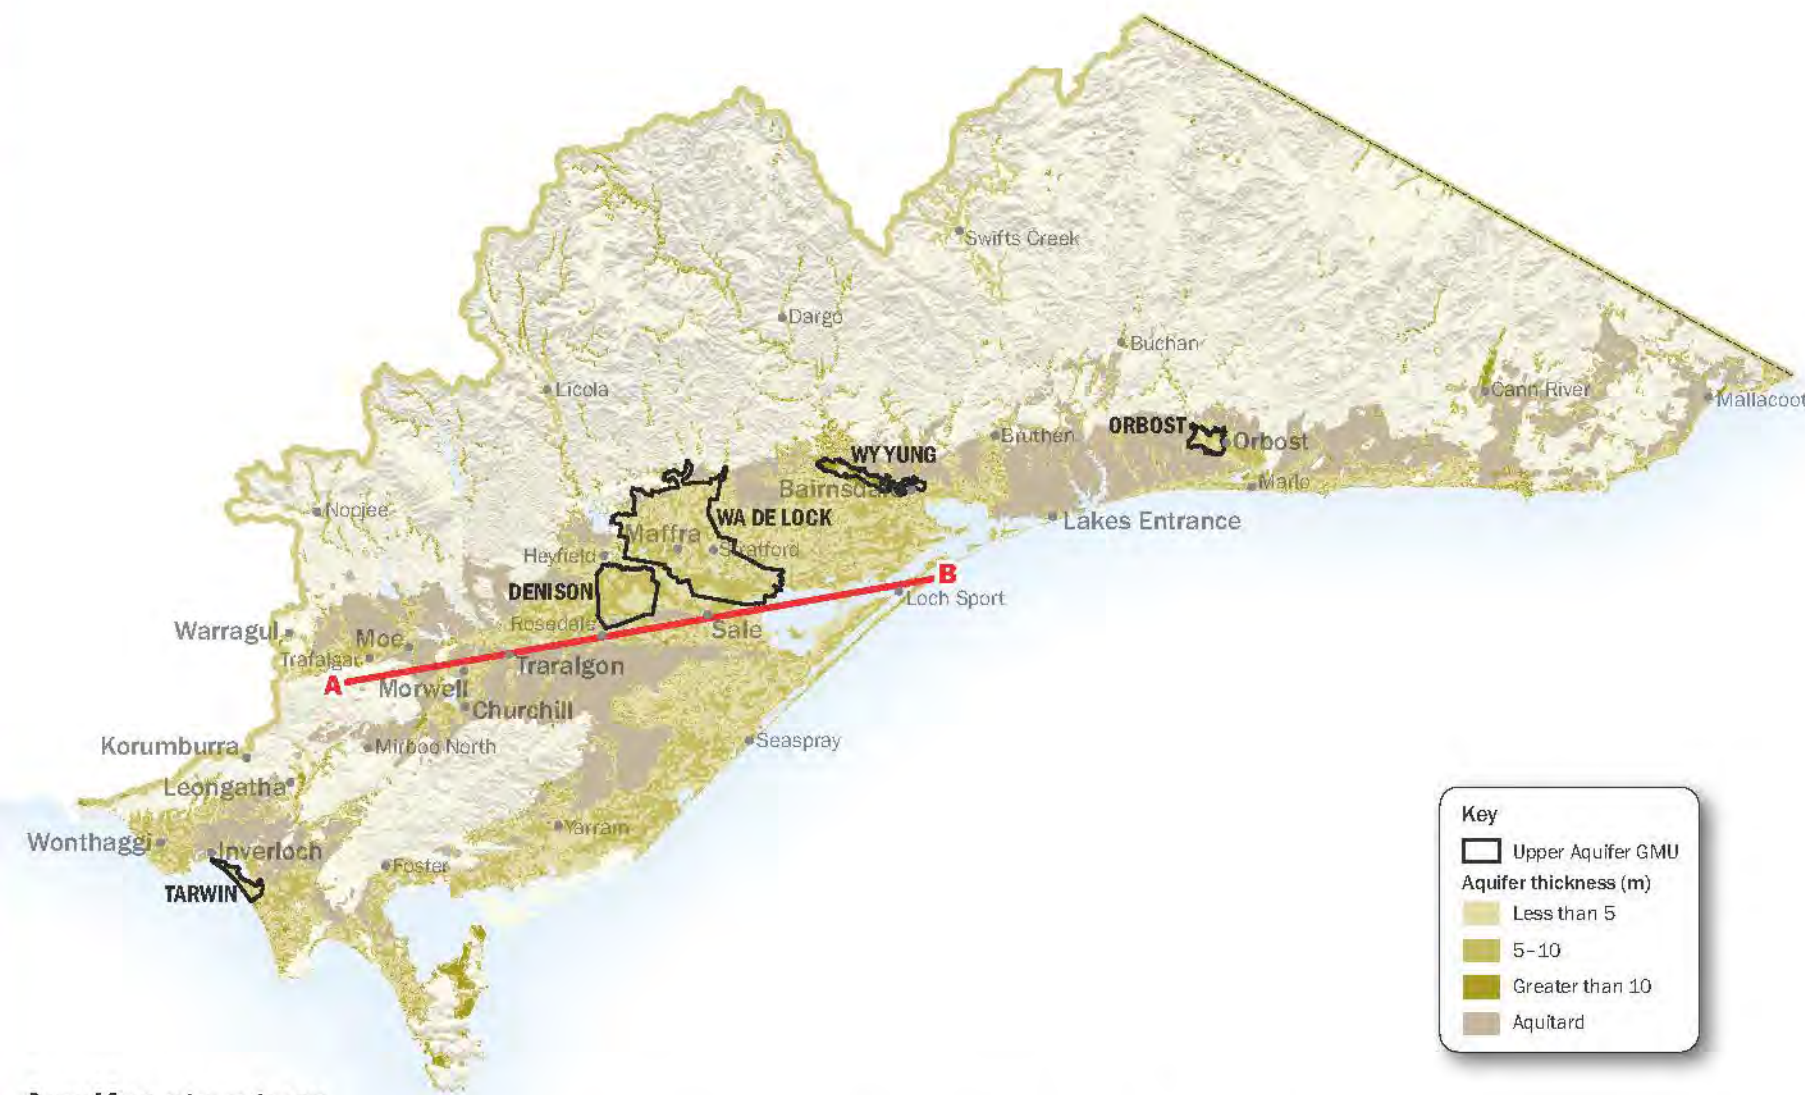 Swifts Creek
Dargo
Buchan
Licola
Cann River
Mallacoot
ORBOST
Orbost
Bruthen
WY YUNG
Bairnsdale
Marlo
Noojee
WA DE LOCK
Lakes Entrance
Maffra
Heyfield
Stratford
DENISON
B
Loch Sport
Rosedale
Sale
Warragul
Moe
Trafalgar
Traralgon
A
Morwell
Churchill
Korumburra
Mirboo North
Seaspray
Leongatha
Yarram
Wonthaggi
Inverloch
Foster
TARWIN
Key
Upper Aquifer GMU
Aquifer thickness (m)
Less than 5
5–10
Greater than 10
Aquitard